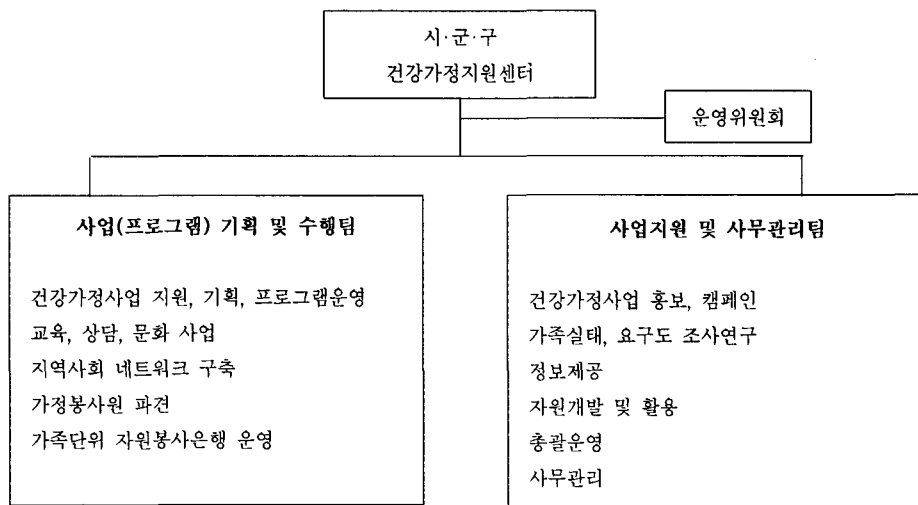 시·군·구
건강가정지원센터
운영위원회
사업(프로그램) 기획 및 수행팀
건강가정사업 지원, 기획, 프로그램운영
교육, 상담, 문화 사업
지역사회 네트워크 구축
가정봉사원 파견
가족단위 자원봉사은행 운영
사업지원 및 사무관리팀
건강가정사업 홍보, 캠페인
가족실태, 요구도 조사연구
정보제공
자원개발 및 활용
총괄운영
사무관리